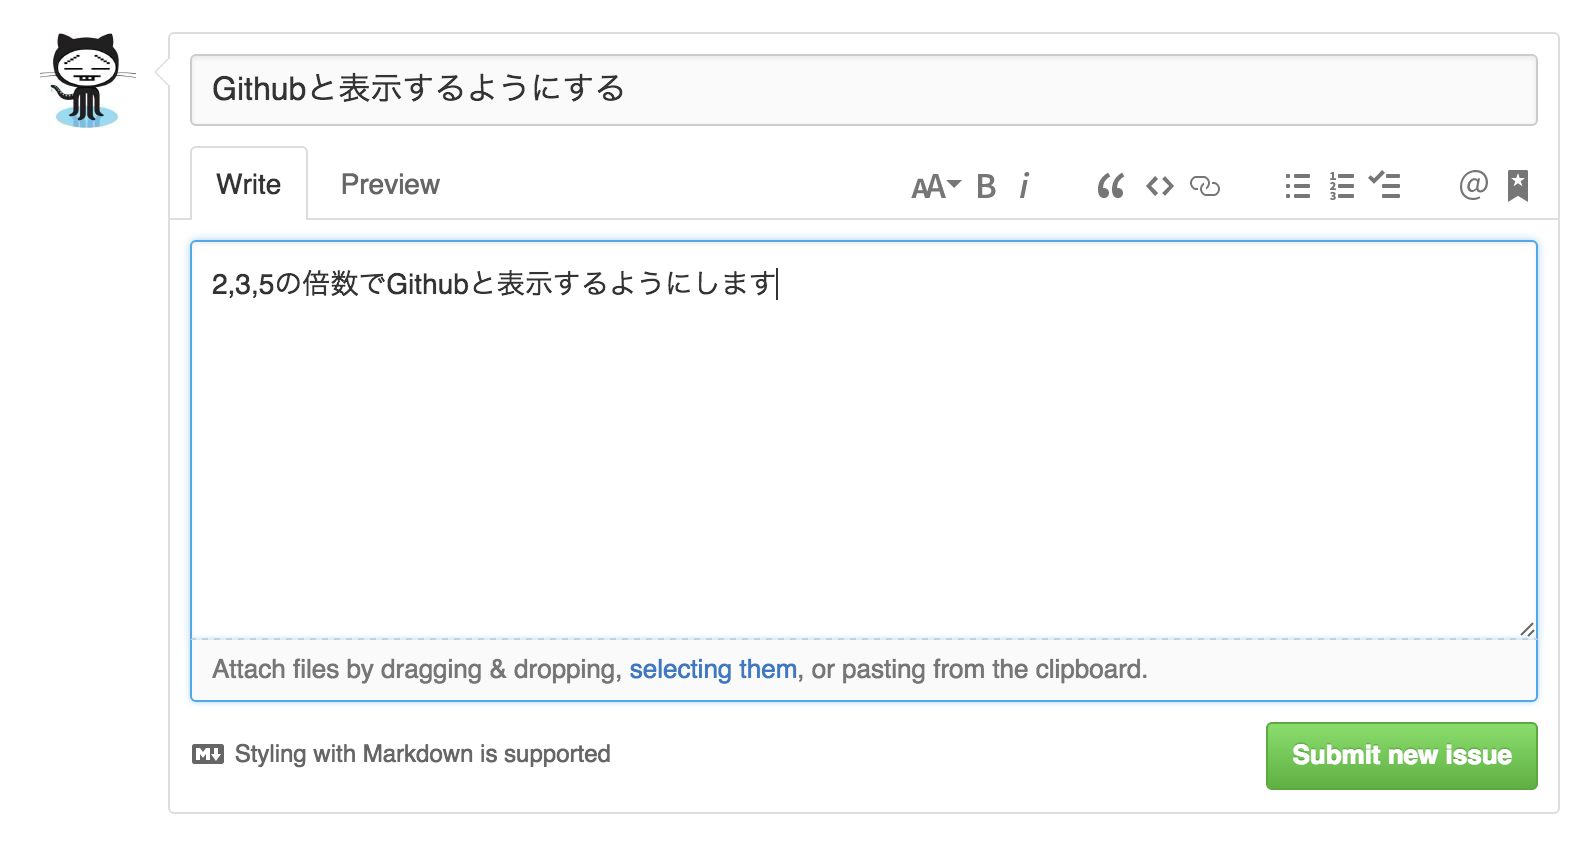 Githubと表示するようにする
Write Preview AA B i “ <> @
2,3,5の倍数でGithubと表示するようにします
Attach files by dragging & dropping, selecting them, or pasting from the clipboard.
M↓ Styling with Markdown is supported
Submit new issue